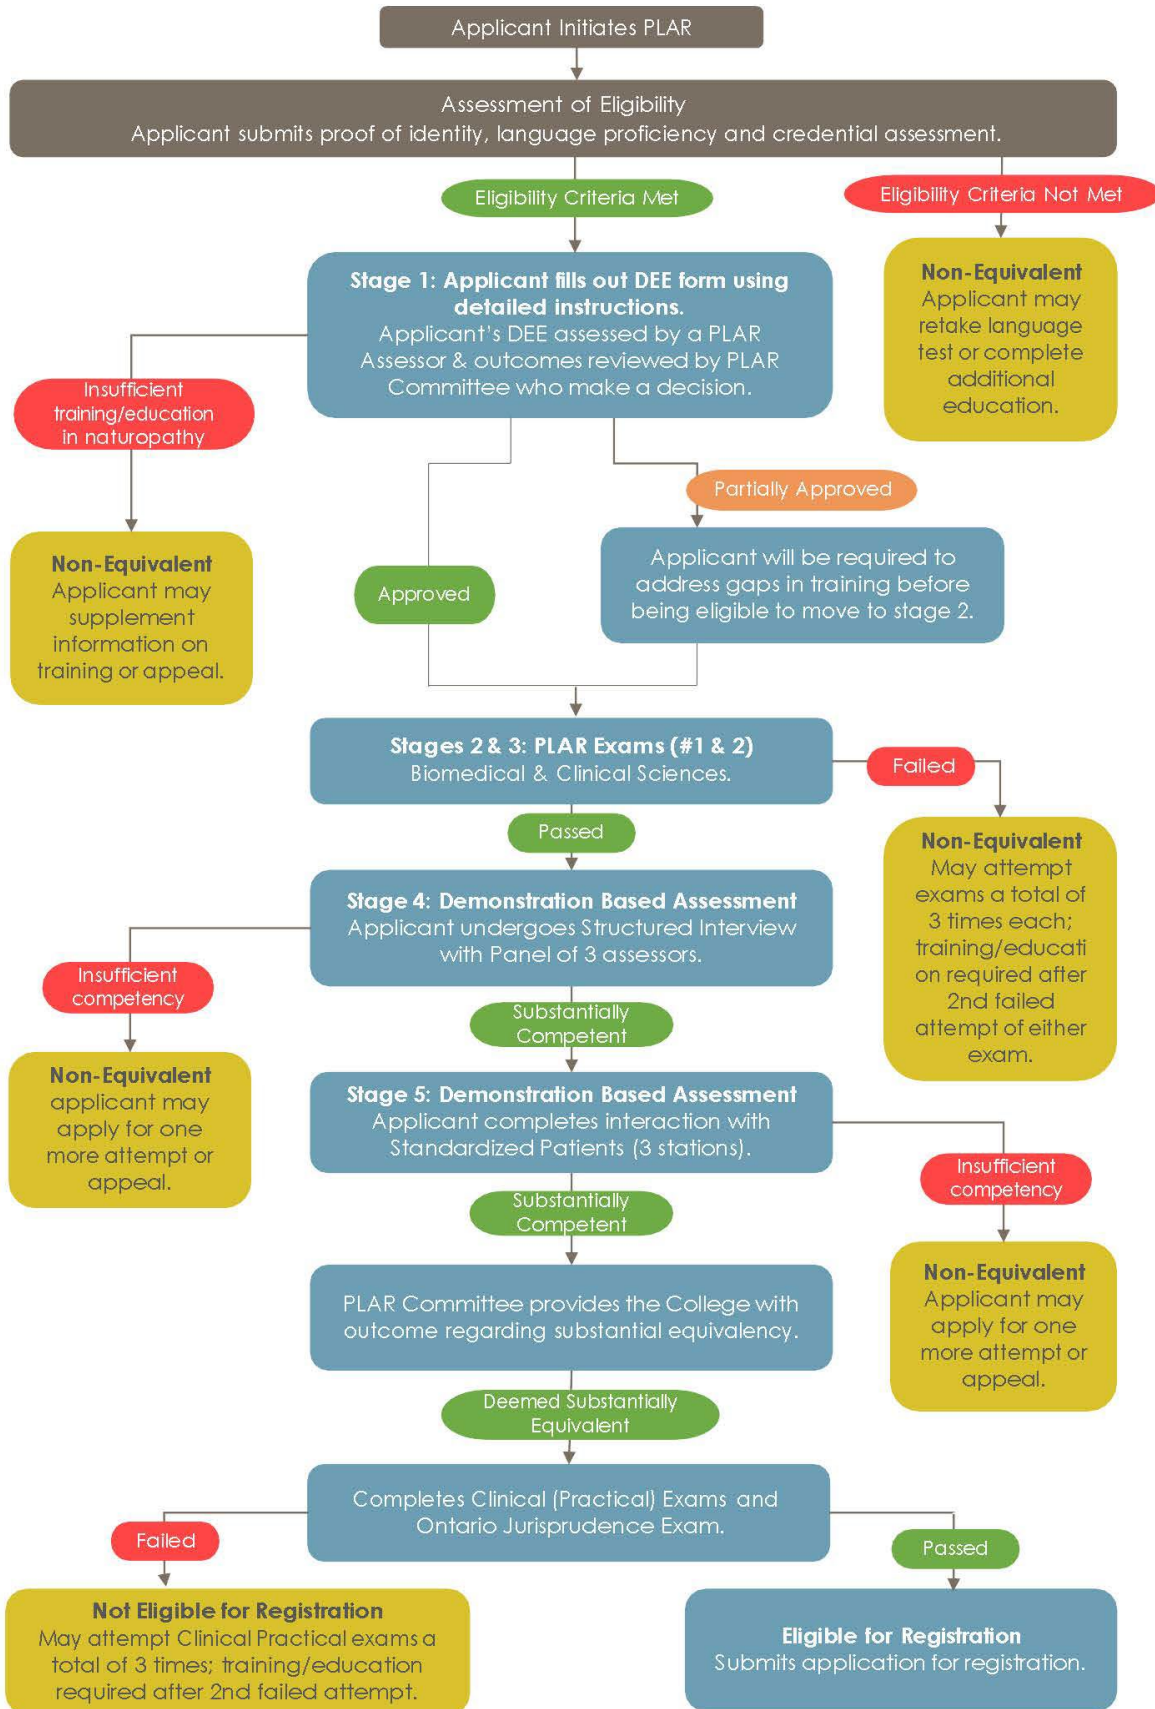 Applicant Initiates PLAR
Assessment of Eligibility
Applicant submits proof of identity, language proficiency and credential assessment.
Eligibility Criteria Met
Eligibility Criteria Not Met
Non-Equivalent
Applicant may
retake language
test or complete
additional
education.
Stage 1: Applicant fills out DEE form using
detailed instructions.
Applicant's DEE assessed by a PLAR
Assessor & outcomes reviewed by PLAR
Committee who make a decision.
Insufficient
training/education
in naturopathy
Non-Equivalent
Applicant may
supplement
information on
training or appeal.
Approved
Partially Approved
Applicant will be required to
address gaps in training before
being eligible to move to stage 2.
Stages 2 & 3: PLAR Exams (#1 & 2)
Biomedical & Clinical Sciences.
Failed
Non-Equivalent
May attempt
exams a total of
3 times each;
training/educati
on required after
2nd failed
attempt of either
exam.
Passed
Stage 4: Demonstration Based Assessment
Applicant undergoes Structured Interview
with Panel of 3 assessors.
Insufficient
competency
Non-Equivalent
applicant may
apply for one
more attempt or
appeal.
Substantially
Competent
Stage 5: Demonstration Based Assessment
Applicant completes interaction with
Standardized Patients (3 stations).
Insufficient
competency
Non-Equivalent
Applicant may
apply for one
more attempt or
appeal.
Substantially
Competent
PLAR Committee provides the College with
outcome regarding substantial equivalency.
Deemed Substantially
Equivalent
Completes Clinical (Practical) Exams and
Ontario Jurisprudence Exam.
Failed
Not Eligible for Registration
May attempt Clinical Practical exams a
total of 3 times; training/education
required after 2nd failed attempt.
Passed
Eligible for Registration
Submits application for registration.